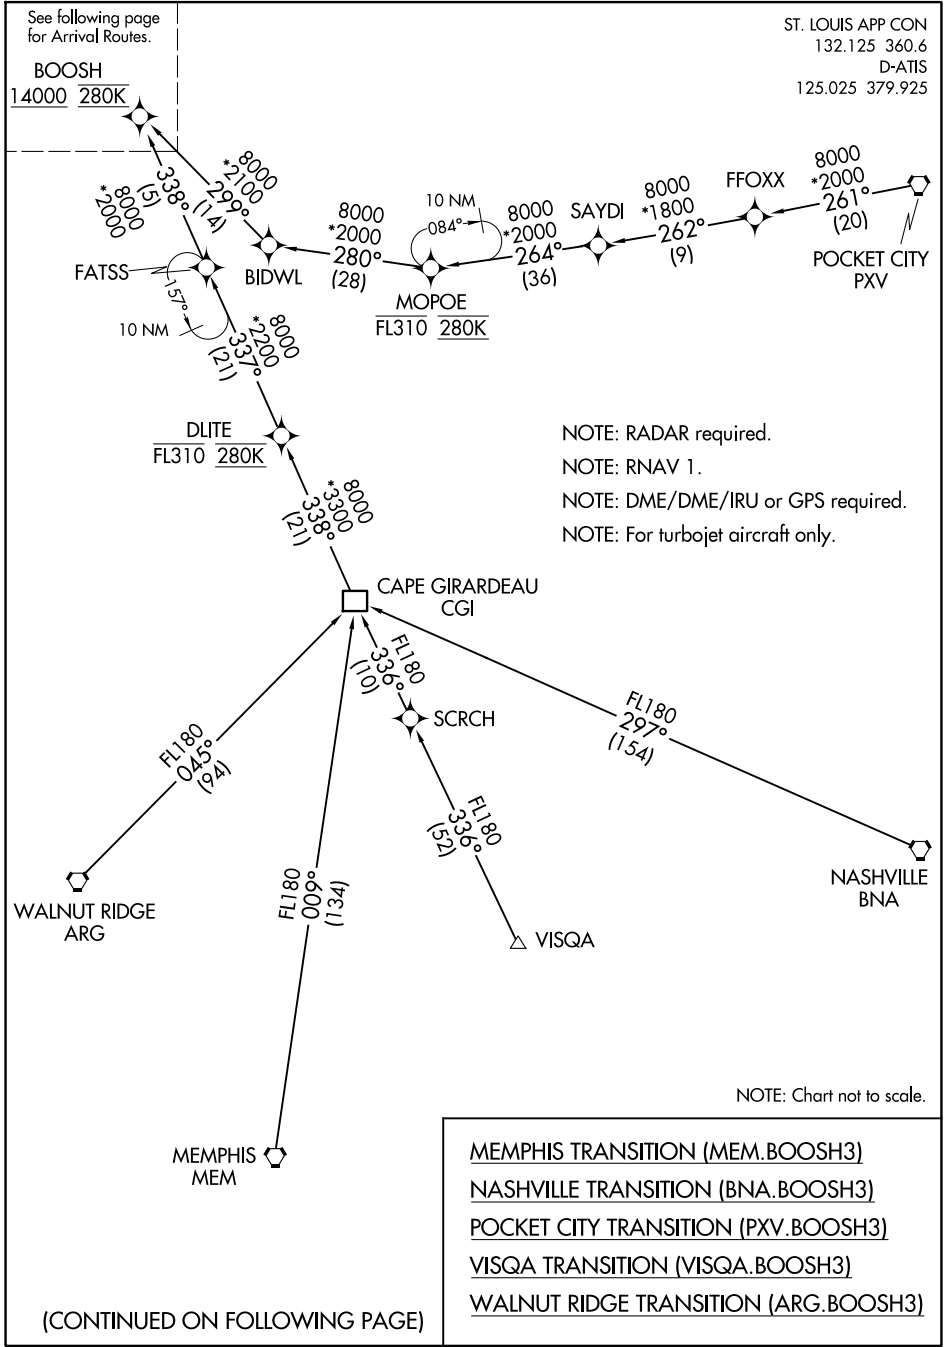 See following page
for Arrival Routes.
ST. LOUIS APP CON
132.125 360.6
D-ATIS
125.025 379.925
BOOSH
14000 280K
8000
*2000
338°
(5)
8000
*2100
299°
(14)
FATSS
157°
10 NM
BIDWL
8000
*2000
280°
(28)
10 NM
084°
MOPOE
FL310 280K
8000
*2000
264°
(36)
SAYDI
8000
*1800
262°
(9)
FFOXX
8000
*2000
261°
(20)
POCKET CITY
PXV
8000
*2200
337°
(21)
DLITE
FL310 280K
NOTE: RADAR required.
NOTE: RNAV 1.
NOTE: DME/DME/IRU or GPS required.
NOTE: For turbojet aircraft only.
8000
*3300
338°
(21)
CAPE GIRARDEAU
CGI
FL180
336°
(10)
SCRCH
FL180
297°
(154)
FL180
045°
(94)
FL180
336°
(52)
FL180
009°
(134)
NASHVILLE
BNA
WALNUT RIDGE
ARG
VISQA
MEMPHIS
MEM
NOTE: Chart not to scale.
MEMPHIS TRANSITION (MEM.BOOSH3)
NASHVILLE TRANSITION (BNA.BOOSH3)
POCKET CITY TRANSITION (PXV.BOOSH3)
VISQA TRANSITION (VISQA.BOOSH3)
WALNUT RIDGE TRANSITION (ARG.BOOSH3)
(CONTINUED ON FOLLOWING PAGE)